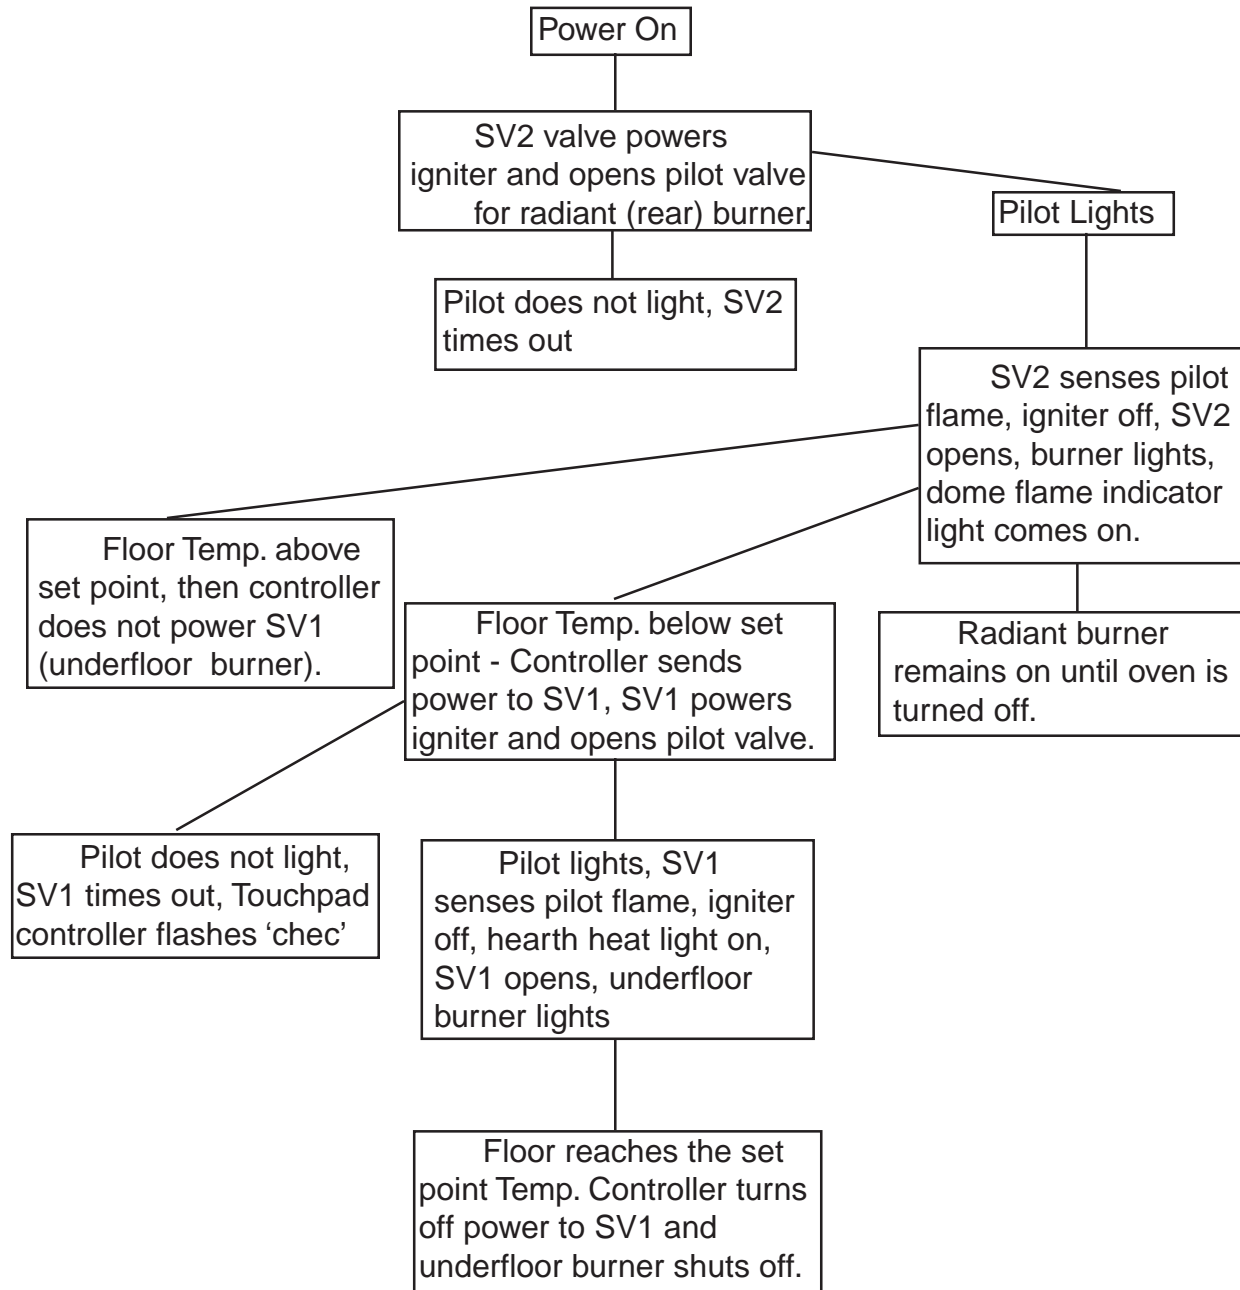 Power On
SV2 valve powers
igniter and opens pilot valve
for radiant (rear) burner.
Pilot Lights
Pilot does not light, SV2
times out
SV2 senses pilot
flame, igniter off, SV2
opens, burner lights,
dome flame indicator
light comes on.
Floor Temp. above
set point, then controller
does not power SV1
(underfloor burner).
Floor Temp. below set
point - Controller sends
power to SV1, SV1 powers
igniter and opens pilot valve.
Radiant burner
remains on until oven is
turned off.
Pilot does not light,
SV1 times out, Touchpad
controller flashes ‘chec’
Pilot lights, SV1
senses pilot flame, igniter
off, hearth heat light on,
SV1 opens, underfloor
burner lights
Floor reaches the set
point Temp. Controller turns
off power to SV1 and
underfloor burner shuts off.